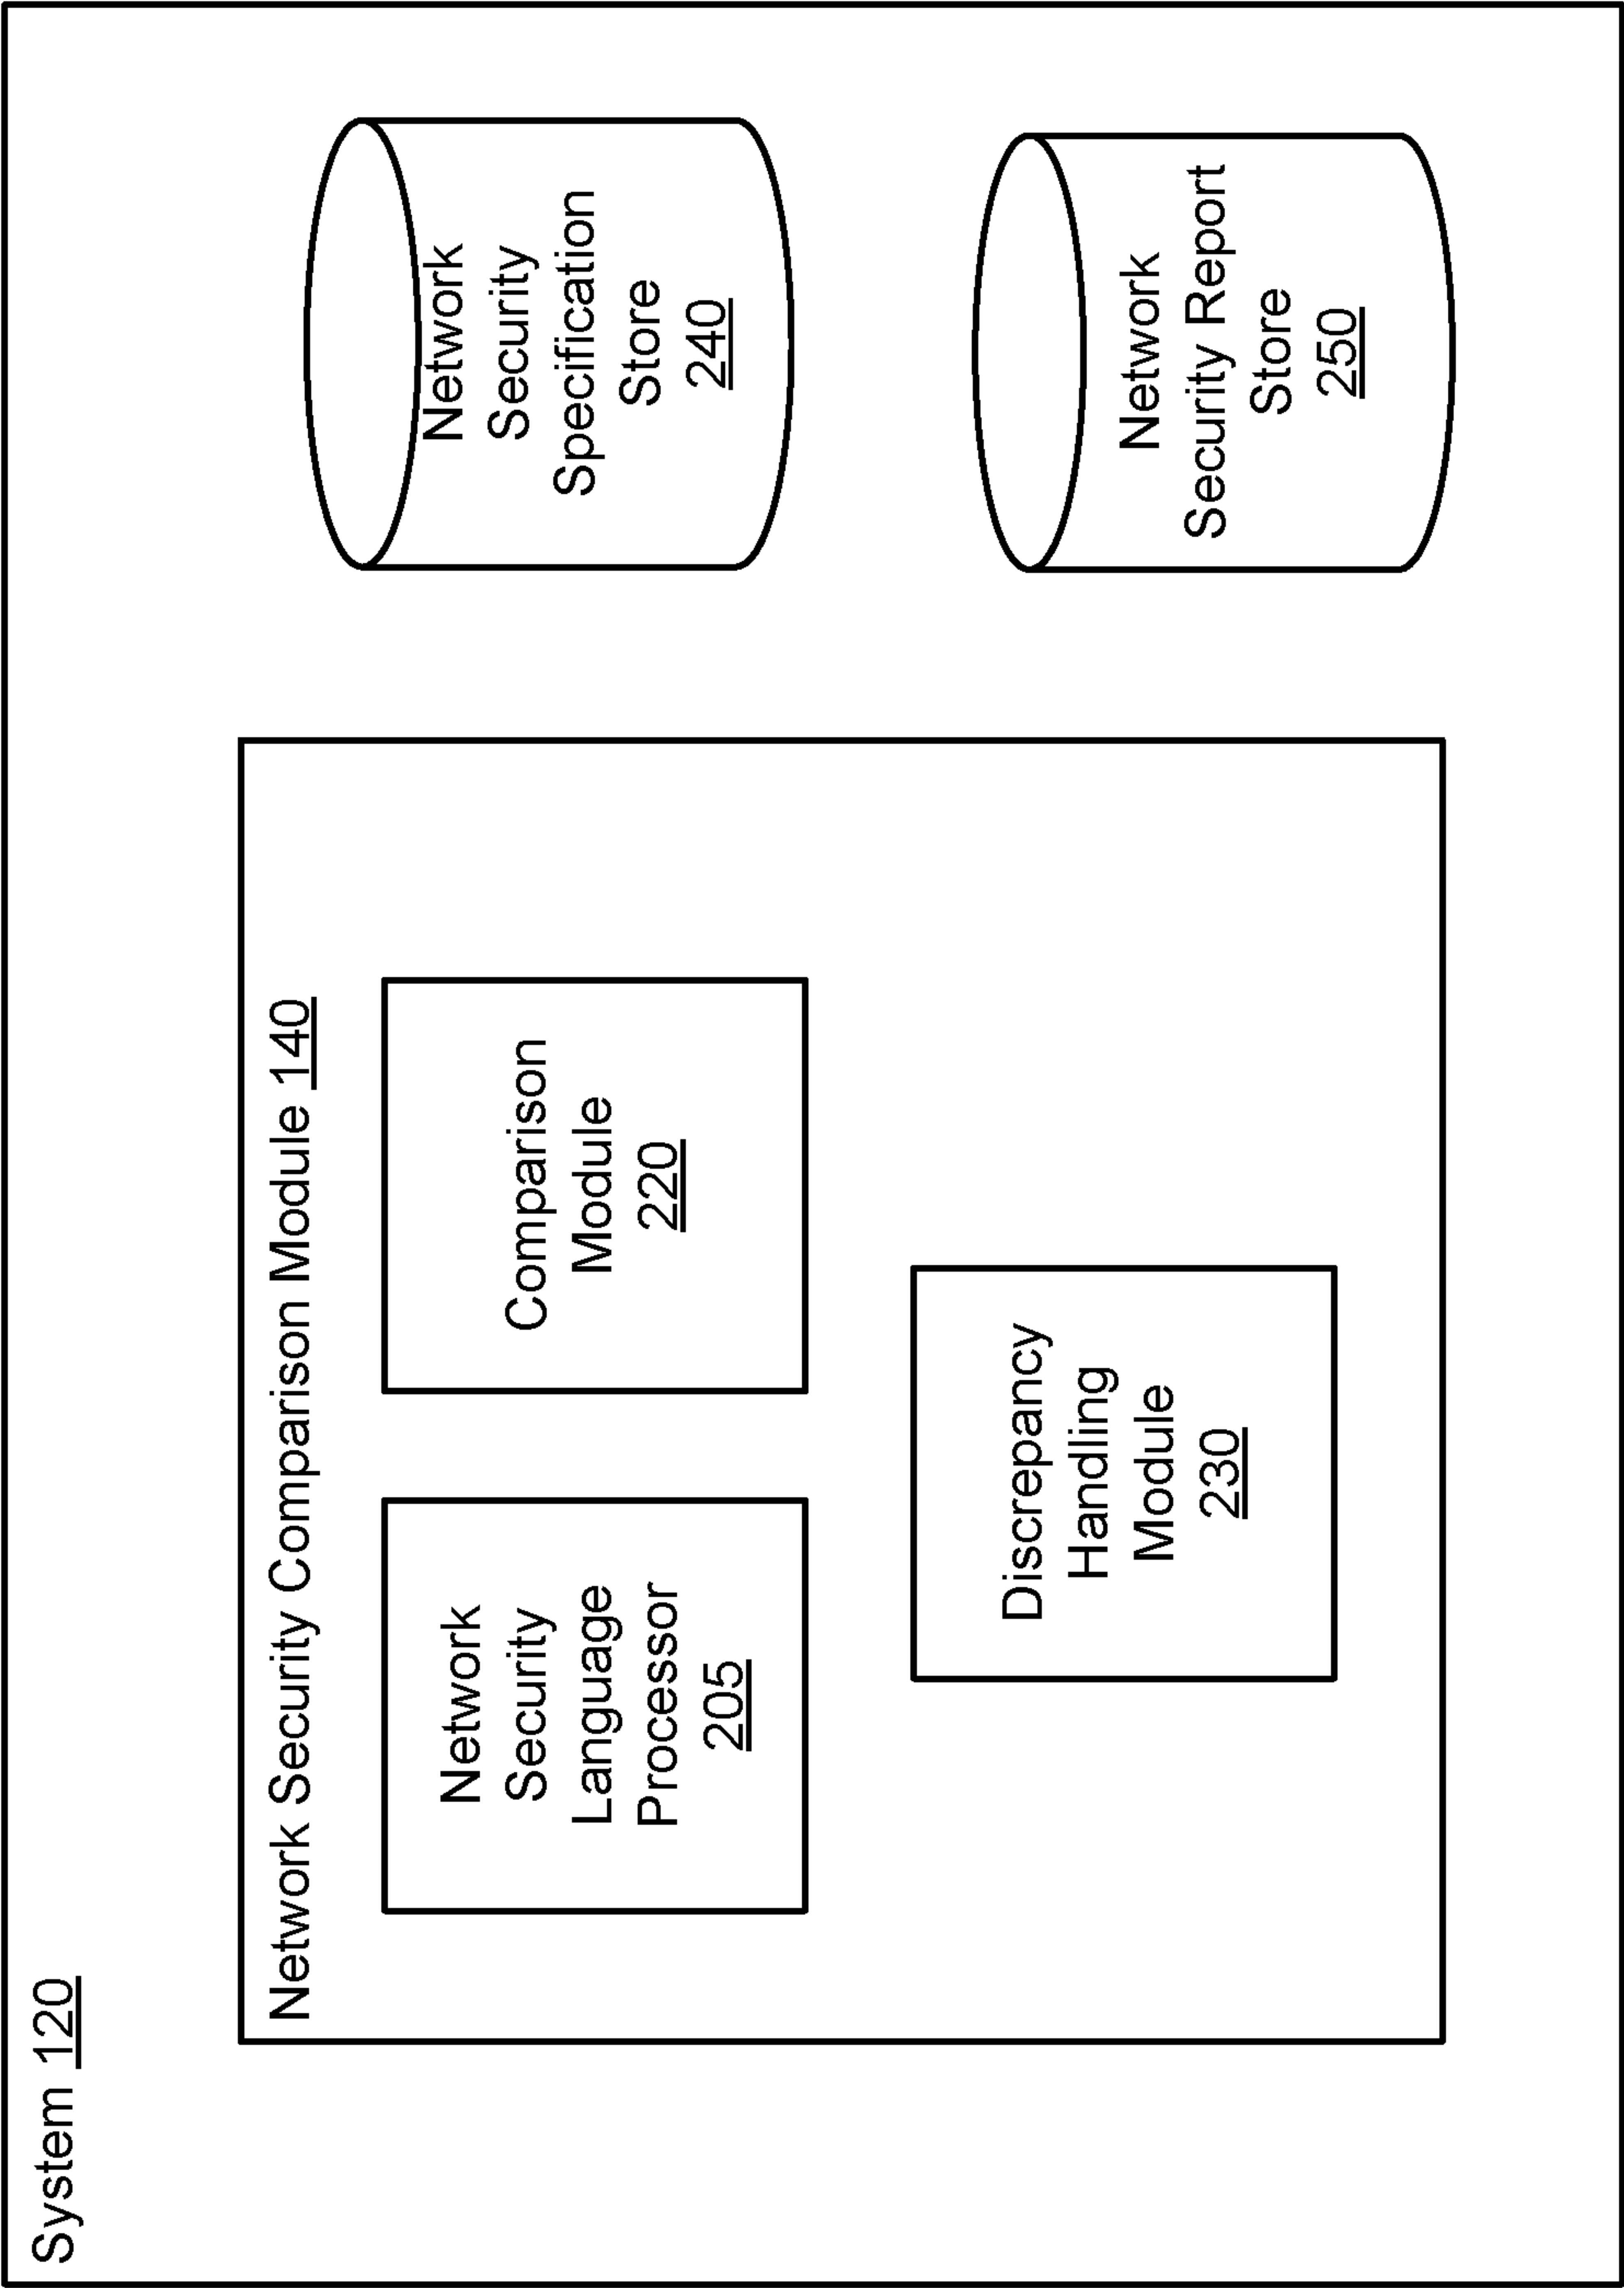 System 120
Network Security Comparison Module 140
Network
Security
Language
Processor
205
Comparison
Module
220
Discrepancy
Handling
Module
230
Network
Security
Specification
Store
240
Network
Security Report
Store
250